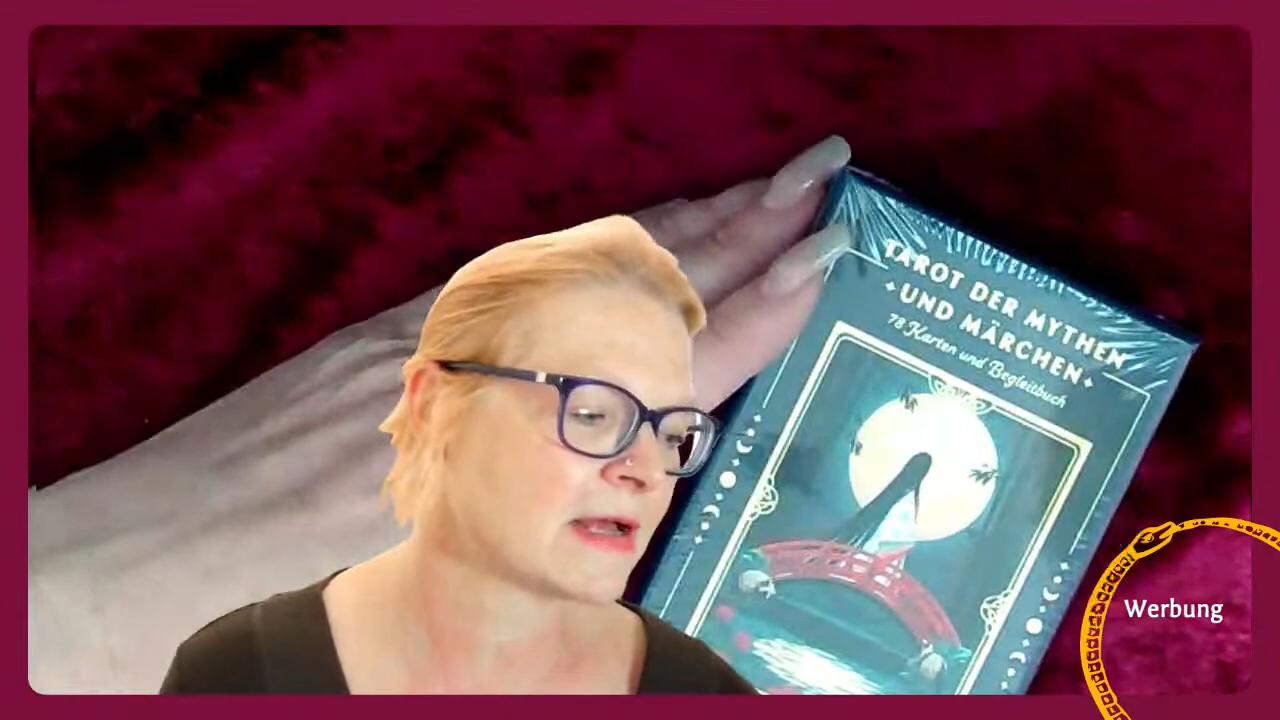 TAROT DER MYTHEN
UND MÄRCHEN
78 Karten und Begleitbuch
Werbung